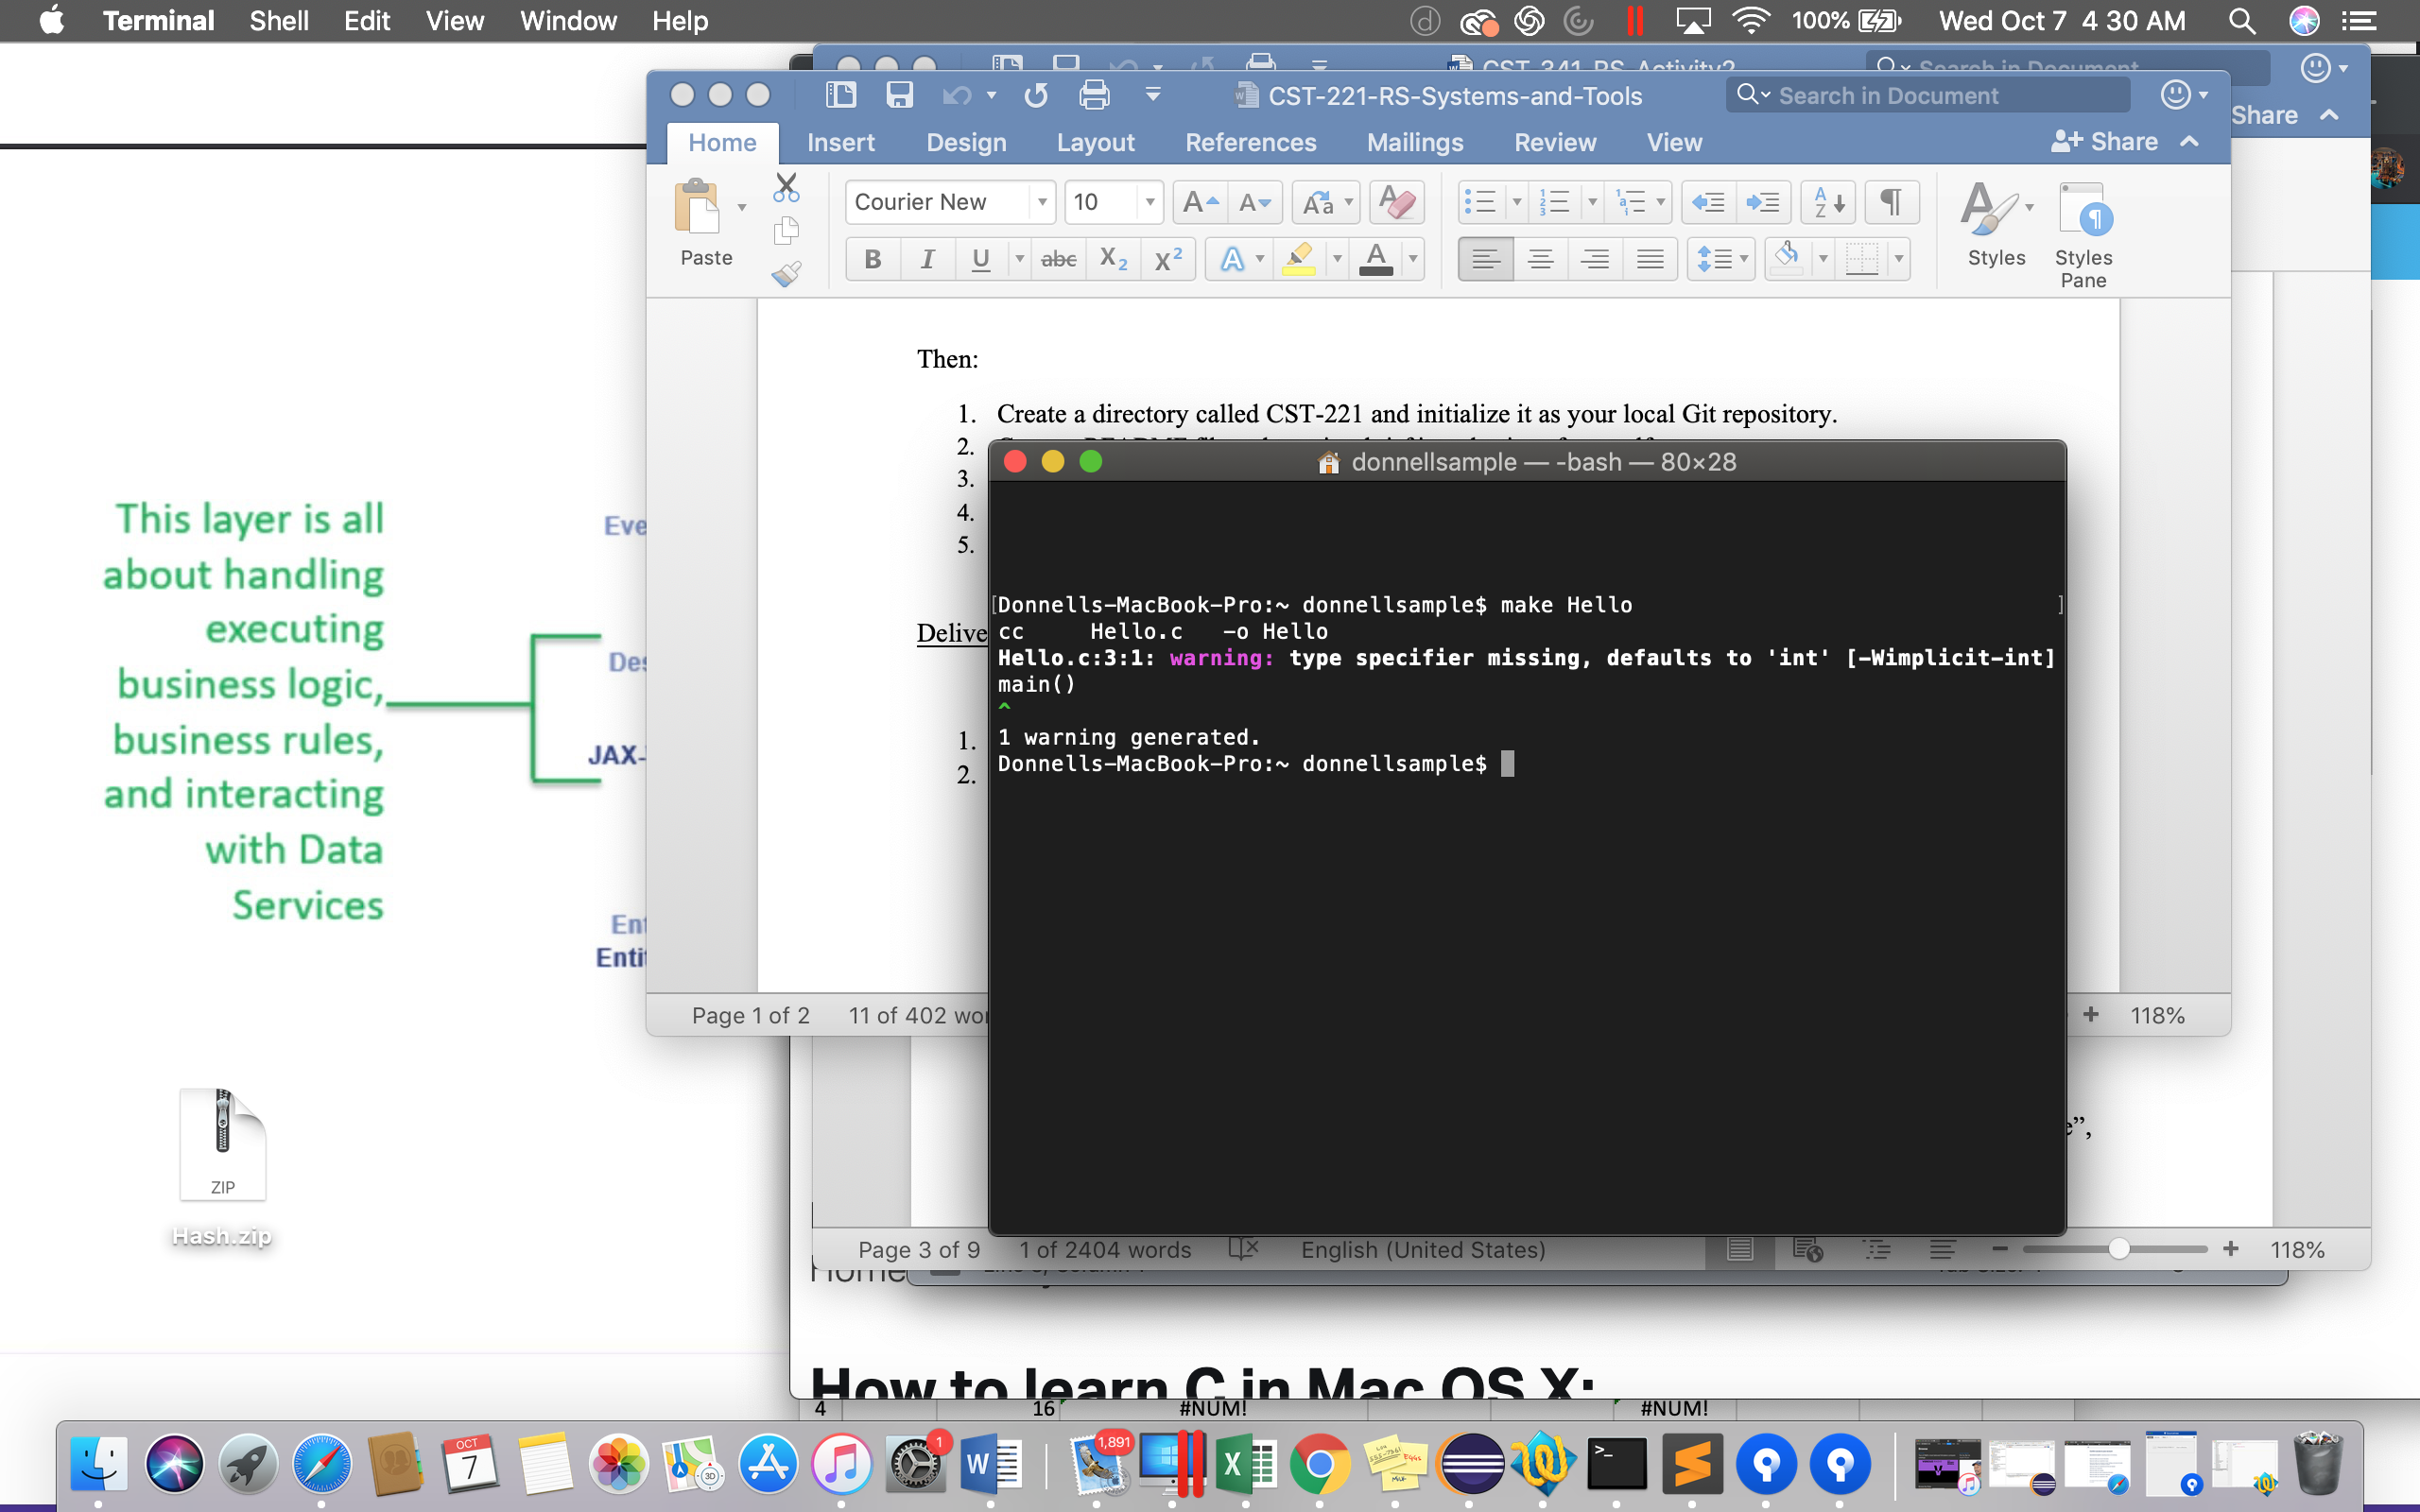 Terminal Shell Edit View Window Help
100% Wed Oct 7 4 30 AM
CST-341-RS-Activity2
Search in Document
Share
CST-221-RS-Systems-and-Tools
Search in Document
Home Insert Design Layout References Mailings Review View
Share
Paste
Courier New 10
Styles
Styles Pane
Then:
1. Create a directory called CST-221 and initialize it as your local Git repository.
2.
3.
4.
5.
Delive
1.
2.
Page 1 of 2 11 of 402 wor
118%
donnellsample — -bash — 80×28
Donnells-MacBook-Pro:~ donnellsample$ make Hello
cc     Hello.c   -o Hello
Hello.c:3:1: warning: type specifier missing, defaults to 'int' [-Wimplicit-int]
main()
^
1 warning generated.
Donnells-MacBook-Pro:~ donnellsample$
This layer is all
about handling
executing
business logic,
business rules,
and interacting
with Data
Services
Eve
Des
JAX-
Ent
Entit
ZIP
Hash.zip
e”,
Page 3 of 9 1 of 2404 words English (United States) 118%
Home
How to learn C in Mac OS X:
4 16 #NUM! #NUM!
OCT
7
3D
1
1,891